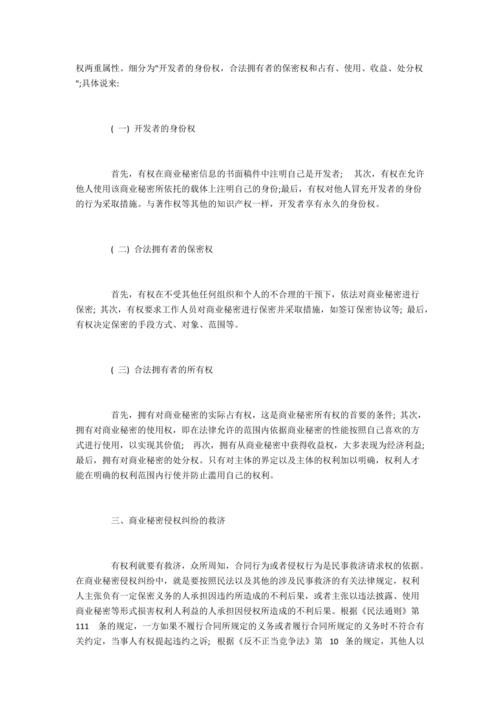 权两重属性。细分为"开发者的身份权，合法拥有者的保密权和占有、使用、收益、处分权
";具体说来:
( 一) 开发者的身份权
首先，有权在商业秘密信息的书面稿件中注明自己是开发者; 其次，有权在允许
他人使用该商业秘密所依托的载体上注明自己的身份;最后，有权对他人冒充开发者的身份
的行为采取措施。与著作权等其他的知识产权一样，开发者享有永久的身份权。
( 二) 合法拥有者的保密权
首先，有权在不受其他任何组织和个人的不合理的干预下，依法对商业秘密进行
保密; 其次，有权要求工作人员对商业秘密进行保密并采取措施，如签订保密协议等; 最后，
有权决定保密的手段方式、对象、范围等。
( 三) 合法拥有者的所有权
首先，拥有对商业秘密的实际占有权，这是商业秘密所有权的首要的条件; 其次，
拥有对商业秘密的使用权，即在法律允许的范围内依据商业秘密的性能按照自己喜欢的方
式进行使用，以实现其价值; 再次，拥有从商业秘密中获得收益权，大多表现为经济利益;
最后，拥有对商业秘密的处分权。只有对主体的界定以及主体的权利加以明确，权利人才
能在明确的权利范围内行使并防止滥用自己的权利。
三、商业秘密侵权纠纷的救济
有权利就要有救济，众所周知，合同行为或者侵权行为是民事救济请求权的依据。
在商业秘密侵权纠纷中，就是要按照民法以及其他的涉及民事救济的有关法律规定，权利
人主张负有一定保密义务的人承担因违约所造成的不利后果，或者主张以违法披露、使用
商业秘密等形式损害权利人利益的人承担因侵权所造成的不利后果。根据《民法通则》第
111 条的规定，一方如果不履行合同所规定的义务或者履行合同所规定的义务时不符合有
关约定，当事人有权提起违约之诉; 根据《反不正当竞争法》第 10 条的规定，其他人以